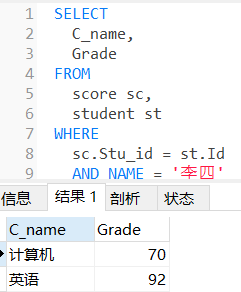 1 SELECT
2 C_name,
3 Grade
4 FROM
5 score sc,
6 student st
7 WHERE
8 sc.Stu_id = st.Id
9 AND NAME = '李四'
信息 结果 1 剖析 状态
C_name Grade
计算机 70
英语 92